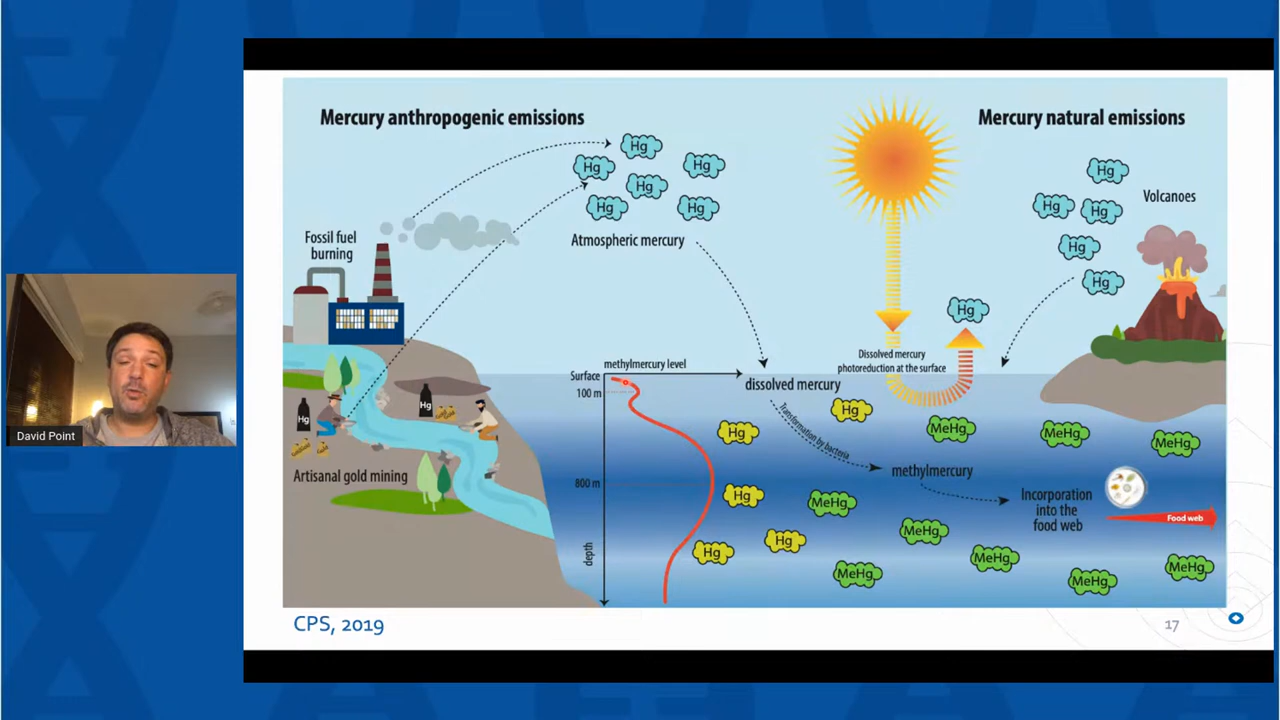 Mercury anthropogenic emissions
Mercury natural emissions
Hg
Hg
Hg
Hg
Hg
Hg
Atmospheric mercury
Hg
Hg
Hg
Hg
Hg
Volcanoes
Fossil fuel
burning
Hg
Dissolved mercury
photoreduction at the surface
methylmercury level
Surface
100 m
800 m
depth
dissolved mercury
Transformation by bacteria
methylmercury
Incorporation
into the
food web
Food web
Hg
Hg
Hg
Hg
Hg
MeHg
MeHg
MeHg
MeHg
MeHg
MeHg
MeHg
MeHg
MeHg
Hg
Hg
Artisanal gold mining
David Point
CPS, 2019
17